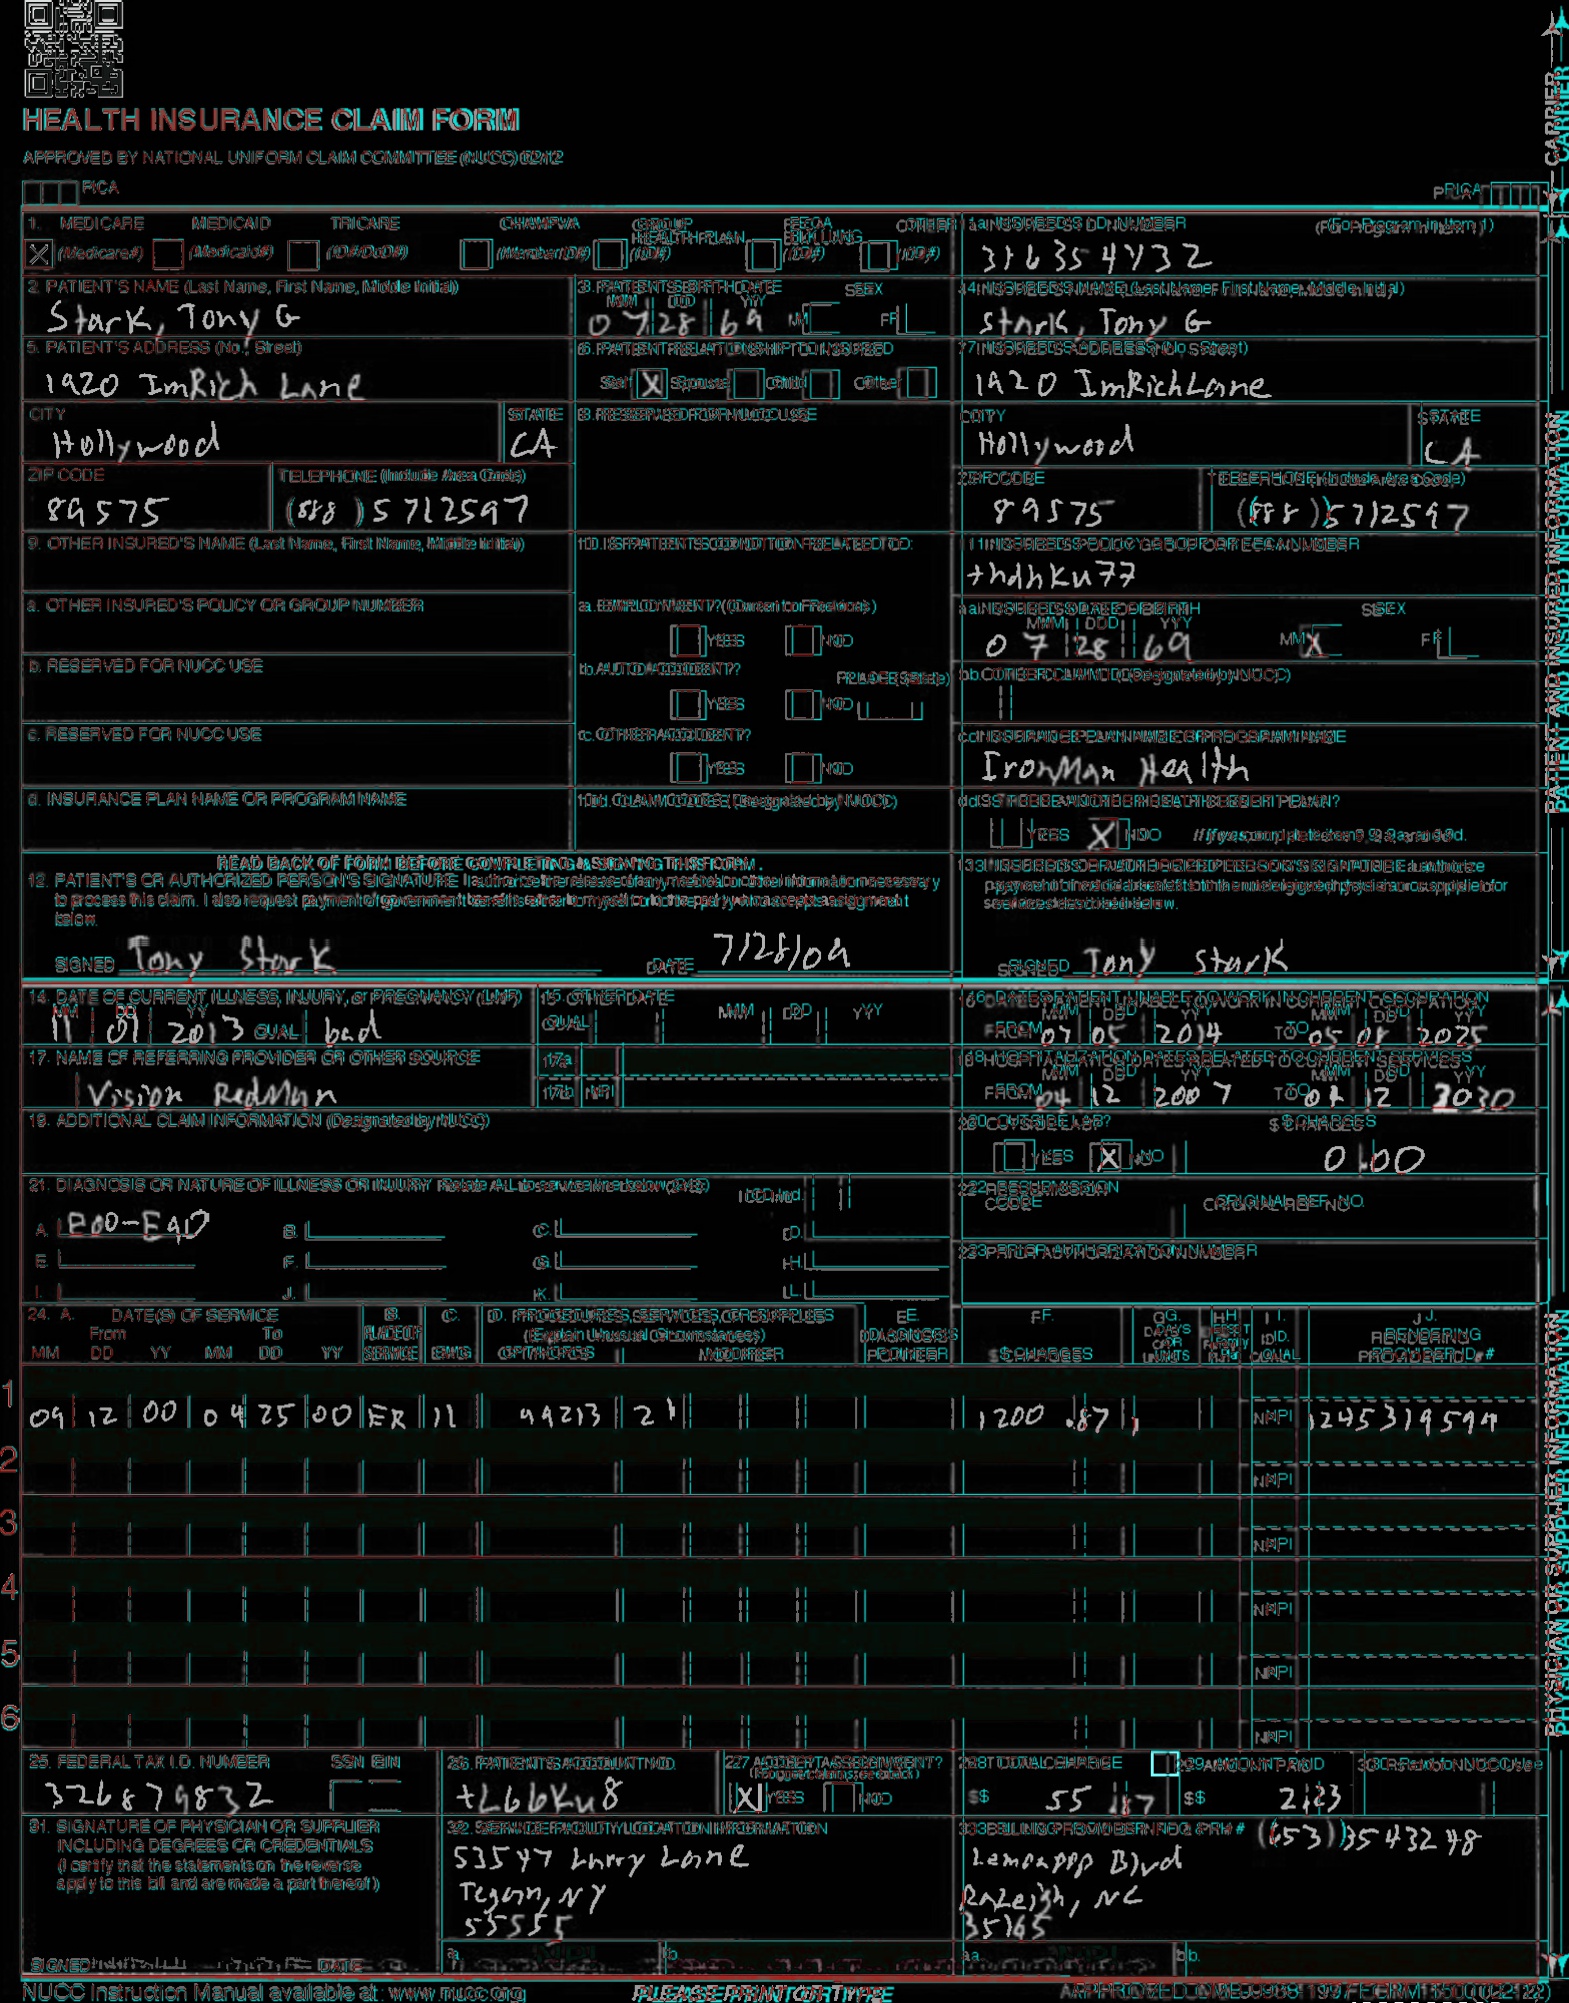 HEALTH INSURANCE CLAIM FORM
APPROVED BY NATIONAL UNIFORM CLAIM COMMITTEE (NUCC) 02/12
PICA
PICA
CARRIER
1. MEDICARE MEDICAID TRICARE CHAMPVA GROUP HEALTH PLAN FECA BLK LUNG OTHER
X (Medicare#) (Medicaid#) (ID#/DoD#) (Member ID#) (ID#) (ID#) (ID#)
1a. INSURED'S I.D. NUMBER (For Program in Item 1)
316354732
2. PATIENT'S NAME (Last Name, First Name, Middle Initial)
Stark, Tony G
3. PATIENT'S BIRTH DATE SEX
MM DD YY
07 28 69 M F
4. INSURED'S NAME (Last Name, First Name, Middle Initial)
Stark, Tony G
5. PATIENT'S ADDRESS (No., Street)
1920 ImRich Lane
6. PATIENT RELATIONSHIP TO INSURED
Self X Spouse Child Other
7. INSURED'S ADDRESS (No., Street)
1920 ImRichLane
CITY STATE
Hollywood CA
8. RESERVED FOR NUCC USE
CITY STATE
Hollywood CA
ZIP CODE TELEPHONE (Include Area Code)
89575 (888) 5712597
ZIP CODE TELEPHONE (Include Area Code)
89575 (888) 5712597
9. OTHER INSURED'S NAME (Last Name, First Name, Middle Initial)
10. IS PATIENT'S CONDITION RELATED TO:
11. INSURED'S POLICY GROUP OR FECA NUMBER
thdhku77
a. OTHER INSURED'S POLICY OR GROUP NUMBER
a. EMPLOYMENT? (Current or Previous)
YES NO
a. INSURED'S DATE OF BIRTH SEX
MM DD YY
07 28 69 M X F
b. RESERVED FOR NUCC USE
b. AUTO ACCIDENT? PLACE (State)
YES NO
b. OTHER CLAIM ID (Designated by NUCC)
c. RESERVED FOR NUCC USE
c. OTHER ACCIDENT?
YES NO
c. INSURANCE PLAN NAME OR PROGRAM NAME
IronMan Health
d. INSURANCE PLAN NAME OR PROGRAM NAME
10d. CLAIM CODES (Designated by NUCC)
d. IS THERE ANOTHER HEALTH BENEFIT PLAN?
YES X NO If yes, complete items 9, 9a, and 9d.
READ BACK OF FORM BEFORE COMPLETING & SIGNING THIS FORM.
12. PATIENT'S OR AUTHORIZED PERSON'S SIGNATURE I authorize the release of any medical or other information necessary
to process this claim. I also request payment of government benefits either to myself or to the party who accepts assignment
below.
SIGNED Tony Stark DATE 7/28/09
13. INSURED'S OR AUTHORIZED PERSON'S SIGNATURE I authorize
payment of medical benefits to the undersigned physician or supplier for
services described below.
SIGNED Tony Stark
PATIENT AND INSURED INFORMATION
14. DATE OF CURRENT ILLNESS, INJURY, or PREGNANCY (LMP)
MM DD YY
11 01 2013 QUAL bad
15. OTHER DATE
QUAL MM DD YY
16. DATES PATIENT UNABLE TO WORK IN CURRENT OCCUPATION
MM DD YY MM DD YY
FROM 07 05 2014 TO 05 08 2025
17. NAME OF REFERRING PROVIDER OR OTHER SOURCE
Vision RedMan
17a
17b NPI
18. HOSPITALIZATION DATES RELATED TO CURRENT SERVICES
MM DD YY MM DD YY
FROM 04 12 2007 TO 12 2030
19. ADDITIONAL CLAIM INFORMATION (Designated by NUCC)
20. OUTSIDE LAB? $ CHARGES
YES X NO 0.00
21. DIAGNOSIS OR NATURE OF ILLNESS OR INJURY Relate A-L to service line below (24E) ICD Ind.
A. E00-E90 B. C. D.
E. F. G. H.
I. J. K. L.
22. RESUBMISSION CODE ORIGINAL REF. NO.
23. PRIOR AUTHORIZATION NUMBER
24. A. DATE(S) OF SERVICE B. C. D. PROCEDURES, SERVICES, OR SUPPLIES E. F. G. H. I. J.
From To PLACE OF (Explain Unusual Circumstances) DIAGNOSIS DAYS OR UNITS ID. RENDERING
MM DD YY MM DD YY SERVICE EMG CPT/HCPCS MODIFIER POINTER $ CHARGES QUAL PROVIDER ID. #
1
09 12 00 04 25 00 ER 11 99213 21 1200 .87 1 NPI 1245319594
2
NPI
3
NPI
4
NPI
5
NPI
6
NPI
PHYSICIAN OR SUPPLIER INFORMATION
25. FEDERAL TAX I.D. NUMBER SSN EIN
326879832
26. PATIENT'S ACCOUNT NO.
tL66Ku8
27. ACCEPT ASSIGNMENT?
(For govt. claims, see back)
X YES NO
28. TOTAL CHARGE
$ 55 .87
29. AMOUNT PAID
$ 2.23
30. Rsvd for NUCC Use
31. SIGNATURE OF PHYSICIAN OR SUPPLIER
INCLUDING DEGREES OR CREDENTIALS
(I certify that the statements on the reverse
apply to this bill and are made a part thereof.)
SIGNED DATE
32. SERVICE FACILITY LOCATION INFORMATION
53547 Larry Lane
NY
55555
a. b.
33. BILLING PROVIDER INFO & PH # (653) 3543248
Lemonpop Blvd
Raleigh, NC
35165
a. b.
NUCC Instruction Manual available at: www.nucc.org
PLEASE PRINT OR TYPE